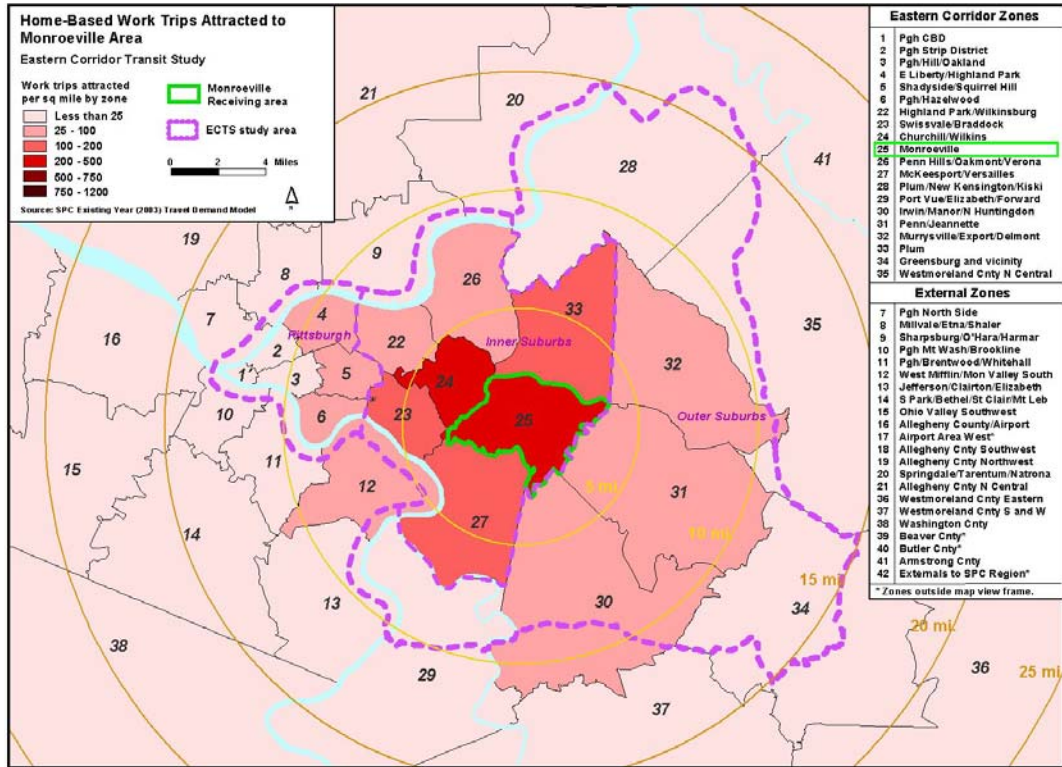 Home-Based Work Trips Attracted to
Monroeville Area
Eastern Corridor Transit Study
Work trips attracted
per sq mile by zone
Less than 25
25 - 100
100 - 200
200 - 500
500 - 750
750 - 1200
Monroeville
Receiving area
ECTS study area
0 2 4 Miles
N
Source: SPC Existing Year (2003) Travel Demand Model
Eastern Corridor Zones
1 Pgh CBD
2 Pgh Strip District
3 Pgh/Hill/Oakland
4 E Liberty/Highland Park
5 Shadyside/Squirrel Hill
6 Pgh/Hazelwood
22 Highland Park/Wilkinsburg
23 Swissvale/Braddock
24 Churchill/Wilkins
25 Monroeville
26 Penn Hills/Oakmont/Verona
27 McKeesport/Versailles
28 Plum/New Kensington/Kiski
29 Port Vue/Elizabeth/Forward
30 Irwin/Manor/N Huntingdon
31 Penn/Jeannette
32 Murrysville/Export/Delmont
33 Plum
34 Greensburg and vicinity
35 Westmoreland Cnty N Central
External Zones
7 Pgh North Side
8 Millvale/Etna/Shaler
9 Sharpsburg/O'Hara/Harmar
10 Pgh Mt Wash/Brookline
11 Pgh/Brentwood/Whitehall
12 West Mifflin/Mon Valley South
13 Jefferson/Clairton/Elizabeth
14 S Park/Bethel/St Clair/Mt Leb
15 Ohio Valley Southwest
16 Allegheny County/Airport
17 Airport Area West*
18 Allegheny Cnty Southwest
19 Allegheny Cnty Northwest
20 Springdale/Tarentum/Natrona
21 Allegheny Cnty N Central
36 Westmoreland Cnty Eastern
37 Westmoreland Cnty S and W
38 Washington Cnty
39 Beaver Cnty*
40 Butler Cnty*
41 Armstrong Cnty
42 Externals to SPC Region*
* Zones outside map view frame.
21
20
41
28
19
9
8
26
7
4
33
16
Pittsburgh
2
22
Inner Suburbs
35
1
3
5
24
32
10
6
23
25
Outer Suburbs
11
15
12
5 mi.
31
14
27
10 mi.
15 mi.
13
30
34
20 mi.
38
29
36
25 mi.
37